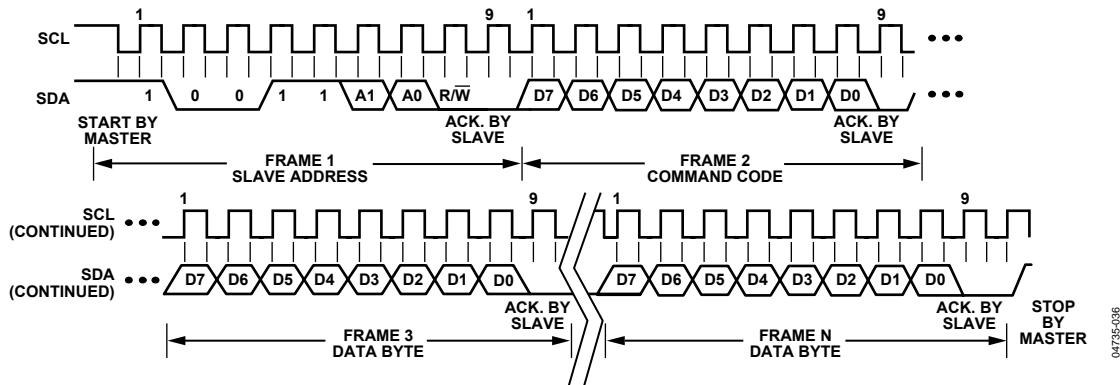 1 9 1 9
SCL
SDA
1 0 0 1 1 A1 A0 R/W̅ D7 D6 D5 D4 D3 D2 D1 D0
START BY
MASTER
ACK. BY
SLAVE
ACK. BY
SLAVE
FRAME 1
SLAVE ADDRESS
FRAME 2
COMMAND CODE
1 9 1 9
SCL
(CONTINUED)
SDA
(CONTINUED)
D7 D6 D5 D4 D3 D2 D1 D0 D7 D6 D5 D4 D3 D2 D1 D0
ACK. BY
SLAVE
ACK. BY
SLAVE
STOP
BY
MASTER
FRAME 3
DATA BYTE
FRAME N
DATA BYTE
04735-036